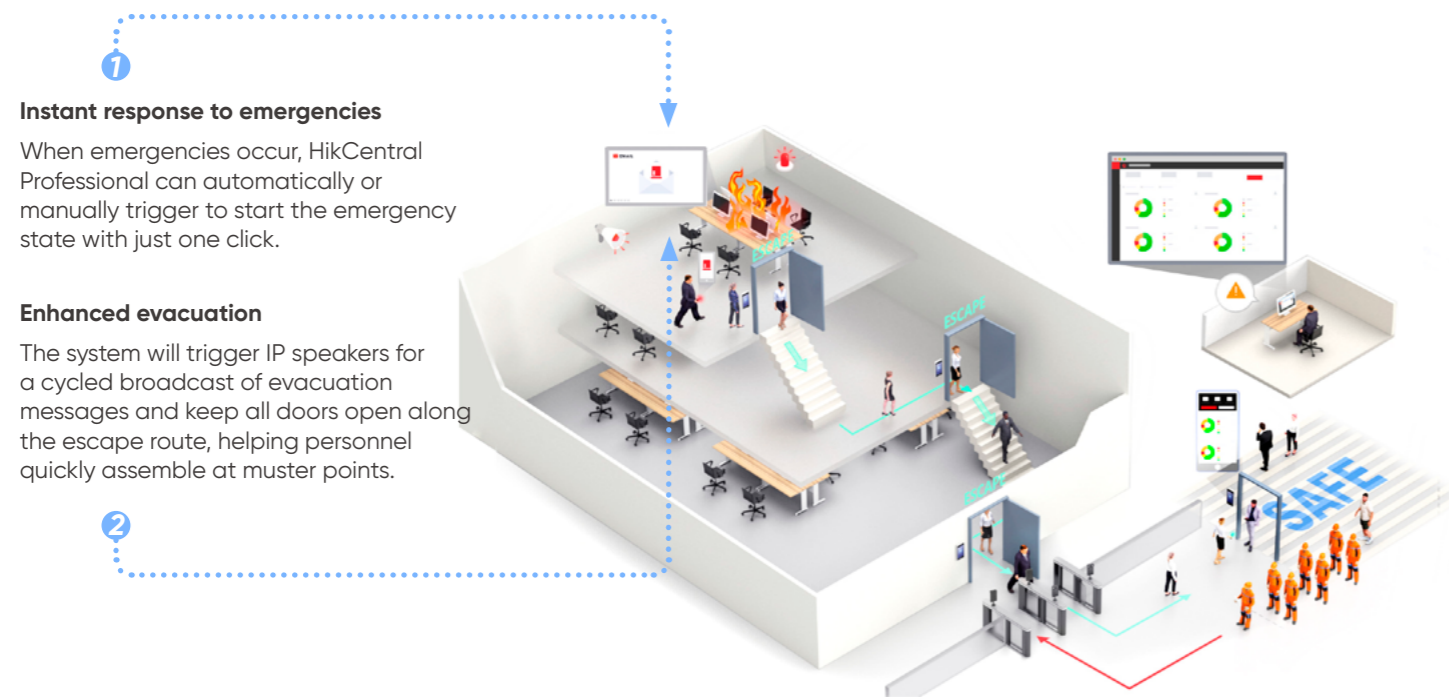 1
Instant response to emergencies
When emergencies occur, HikCentral
Professional can automatically or
manually trigger to start the emergency
state with just one click.
Enhanced evacuation
The system will trigger IP speakers for
a cycled broadcast of evacuation
messages and keep all doors open along
the escape route, helping personnel
quickly assemble at muster points.
2
EMAIL
ESCAPE
ESCAPE
ESCAPE
SAFE